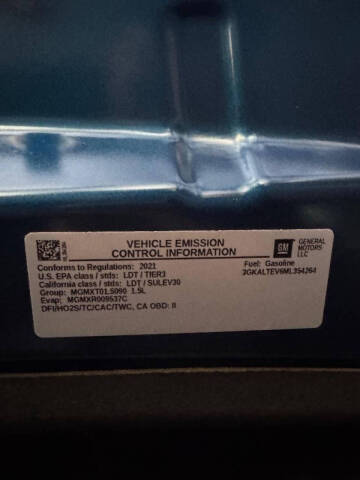 VEHICLE EMISSION
CONTROL INFORMATION
GM
GENERAL
MOTORS
LLC
Conforms to Regulations: 2021
Fuel: Gasoline
U.S. EPA class / stds: LDT / TIER3
3GKALTEV6ML354264
California class / stds: LDT / SULEV30
Group: MGMXT01.5090 1.5L
Evap: MGMXR009537C
DFI/HO2S/TC/CAC/TWC, CA OBD: II